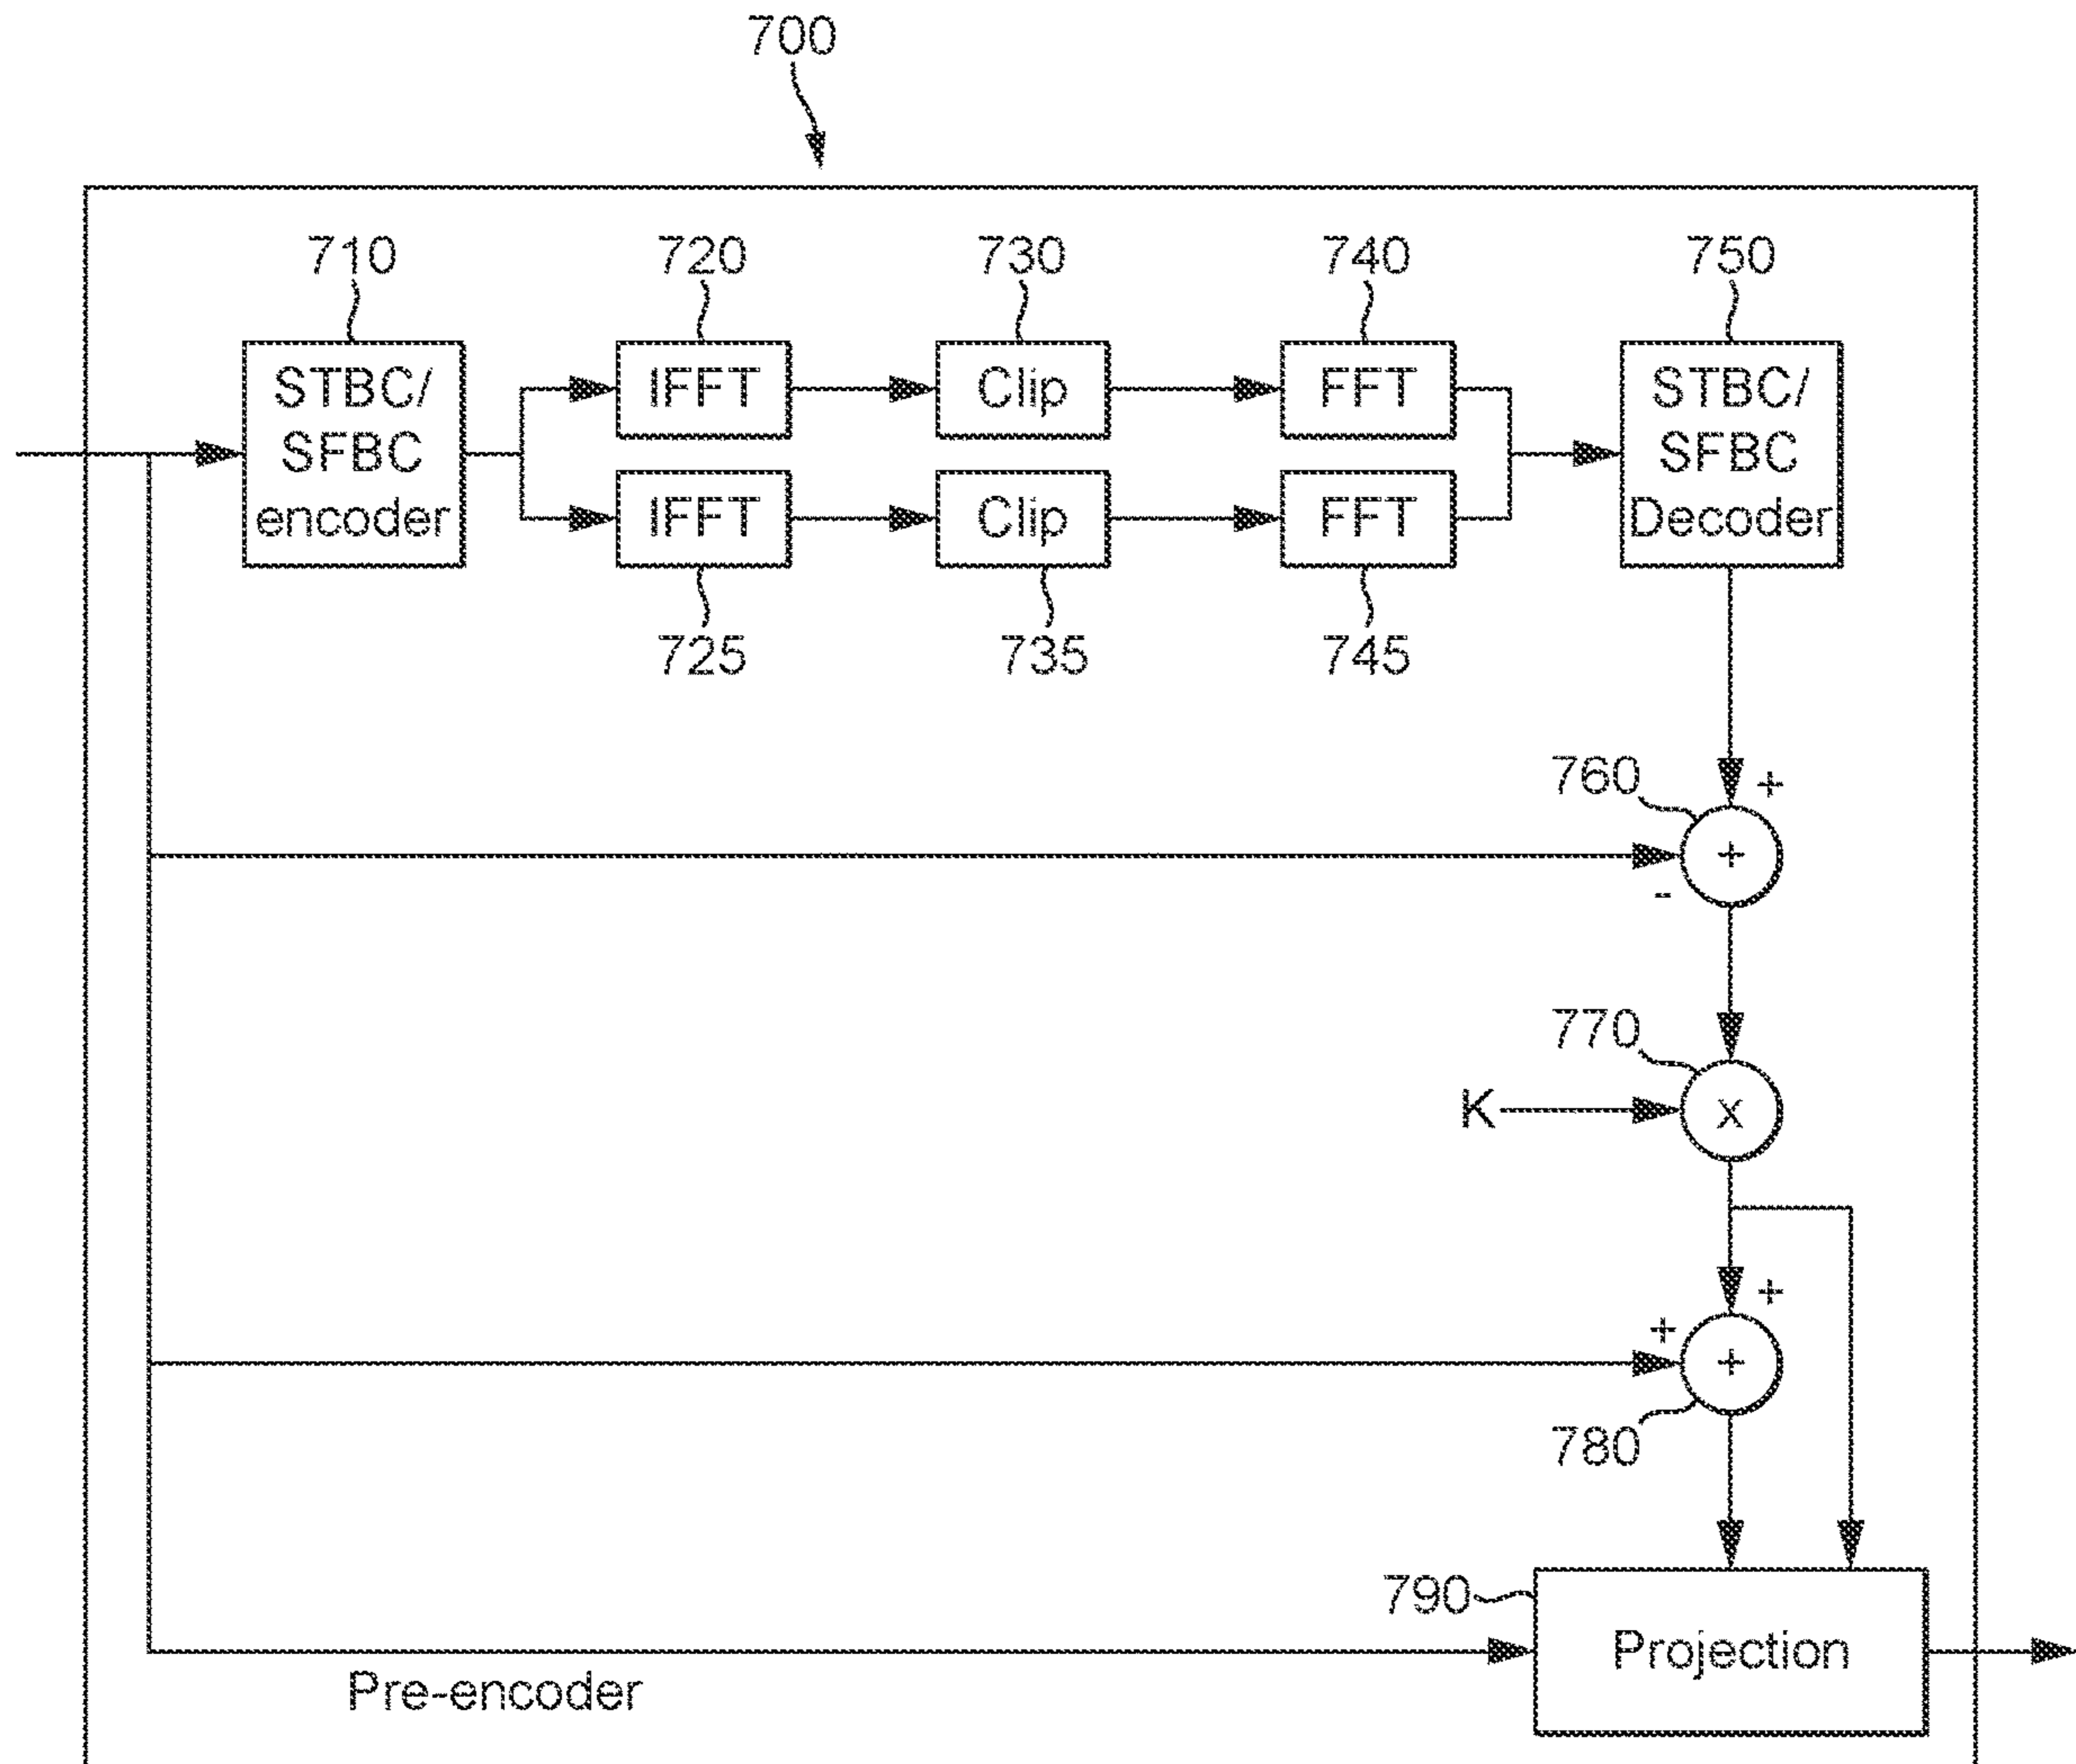 700
710
720
730
740
750
STBC/
SFBC
encoder
IFFT
Clip
FFT
STBC/
SFBC
Decoder
IFFT
Clip
FFT
725
735
745
760
+
+
-
770
K
x
+
+
+
780
790
Projection
Pre-encoder